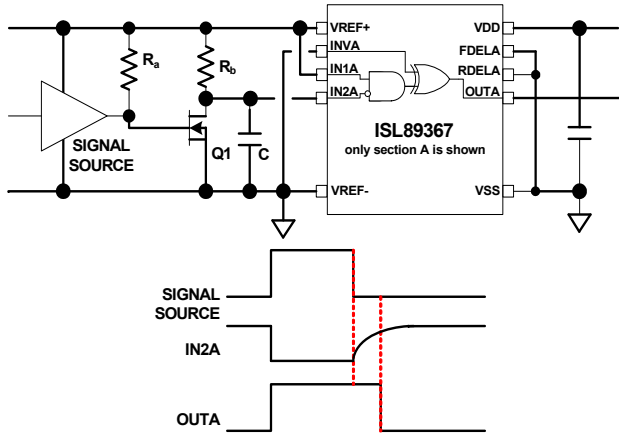 VREF+
VDD
INVA
FDELA
Ra
Rb
IN1A
RDELA
IN2A
OUTA
SIGNAL
SOURCE
Q1
C
ISL89367
only section A is shown
VREF-
VSS
SIGNAL
SOURCE
IN2A
OUTA